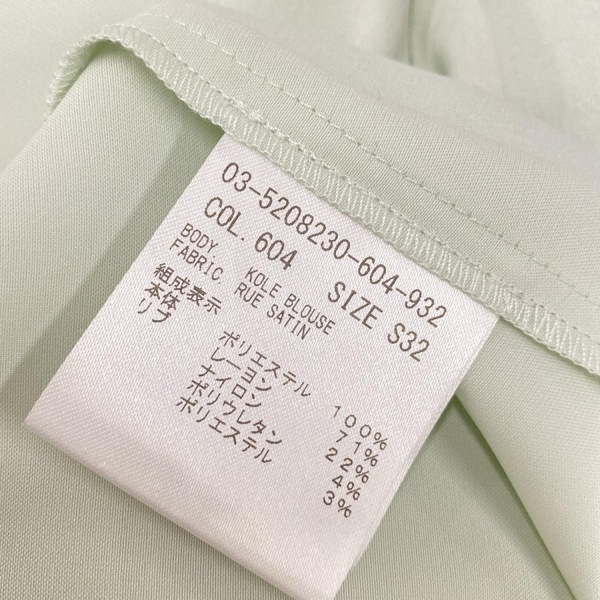 03-5208230-604-932
COL. 604 SIZE S32
BODY. KOLE BLOUSE
FABRIC. RUE SATIN
組成表示
本体 ポリエステル 100%
リブ レーヨン 71%
ナイロン 22%
ポリウレタン 4%
ポリエステル 3%